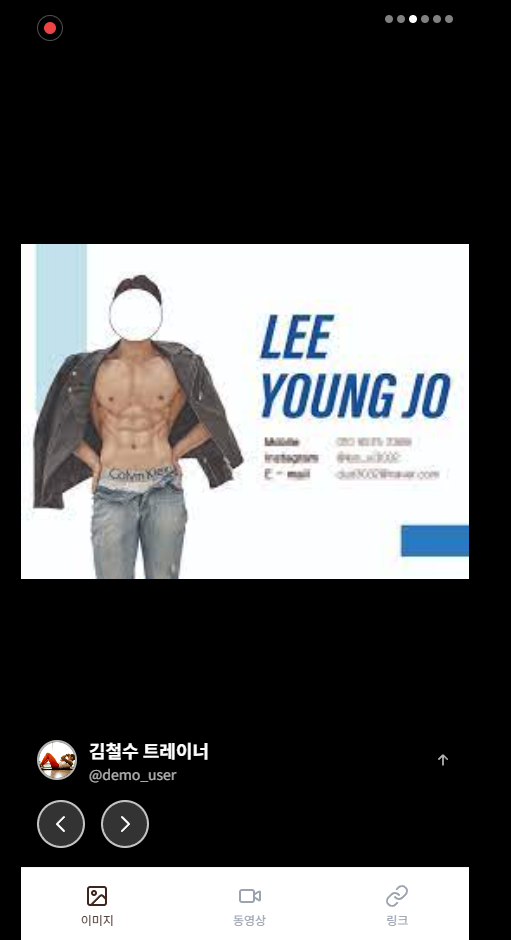 LEE
YOUNG JO
Mobile
Instagram
E - mail
Calvin Klein
김철수 트레이너
@demo_user
이미지
동영상
링크